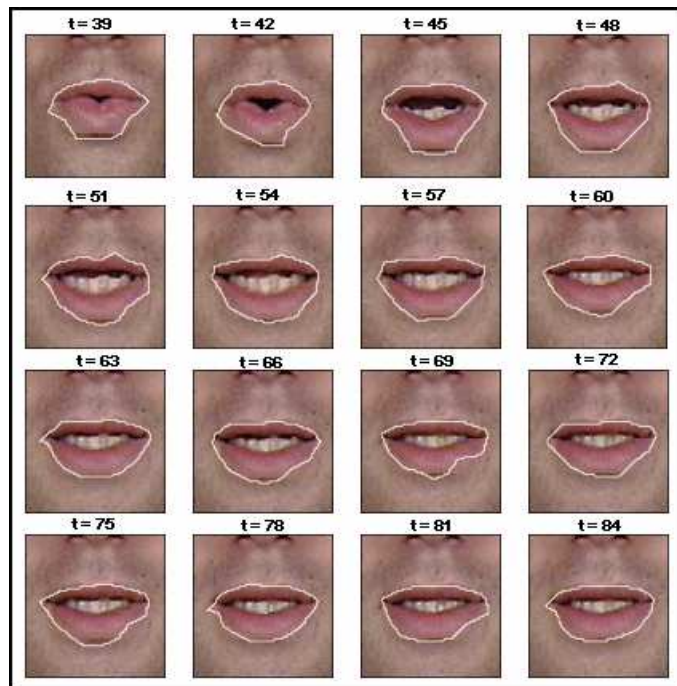 t = 39 t = 42 t = 45 t = 48
t = 51 t = 54 t = 57 t = 60
t = 63 t = 66 t = 69 t = 72
t = 75 t = 78 t = 81 t = 84